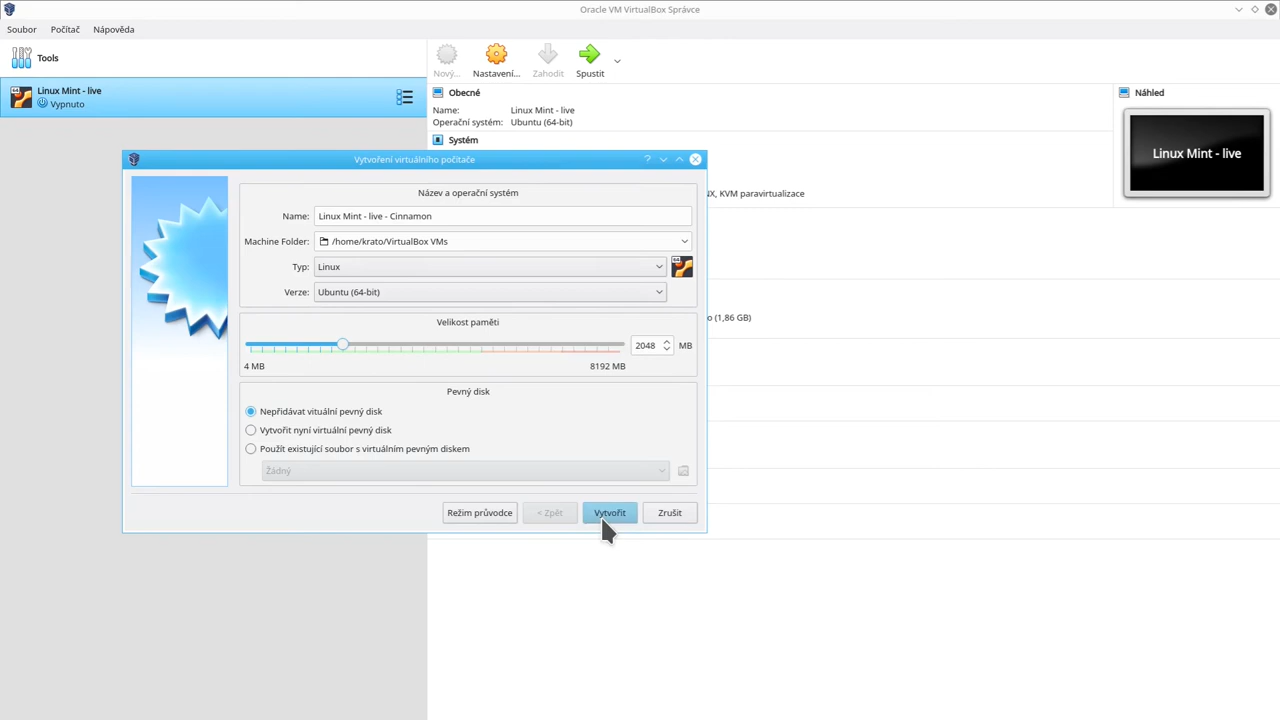 Oracle VM VirtualBox Správce
Soubor Počítač Nápověda
Tools
Linux Mint - live
Vypnuto
Nový... Nastavení... Zahodit Spustit
Obecné
Name: Linux Mint - live
Operační systém: Ubuntu (64-bit)
Systém
NX, KVM paravirtualizace
o (1,86 GB)
Náhled
Linux Mint - live
Vytvoření virtuálního počítače
Název a operační systém
Name: Linux Mint - live - Cinnamon
Machine Folder: /home/krato/VirtualBox VMs
Typ: Linux
64
Verze: Ubuntu (64-bit)
Velikost paměti
2048 MB
4 MB 8192 MB
Pevný disk
Nepřidávat vituální pevný disk
Vytvořit nyní virtuální pevný disk
Použít existující soubor s virtuálním pevným diskem
Žádný
Režim průvodce < Zpět Vytvořit Zrušit